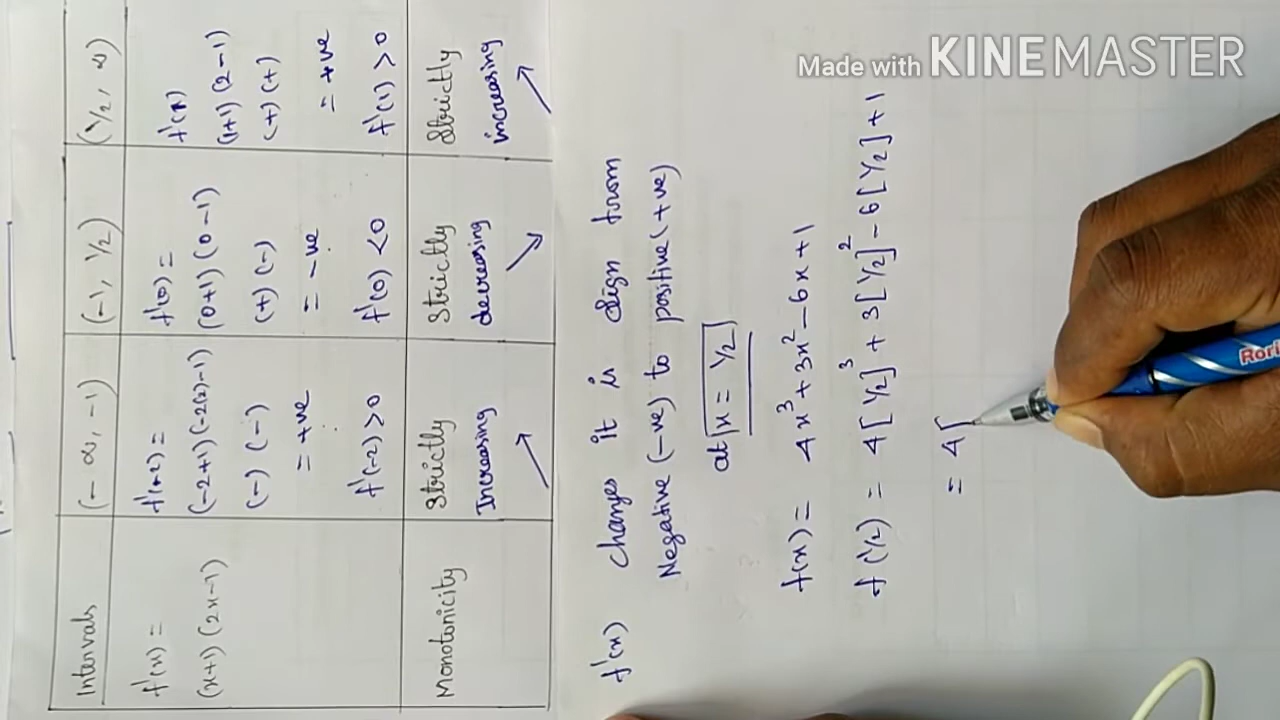 Made with KINEMASTER
Intervals (-∞, -1) (-1, 1/2) (1/2, ∞)
f'(x) = f'(-2) = f'(0) = f'(x)
(x+1) (2x-1) (-2+1) (-2(2)-1) (0+1) (0-1) (1+1) (2-1)
(-) (-) (+) (-) (+) (+)
= +ve = -ve = +ve
f'(-2) > 0 f'(0) < 0 f'(1) > 0
Monotonicity Strictly Strictly Strictly
Increasing decreasing increasing
↗ ↘ ↗
f'(x) changes it is sign from
Negative (-ve) to positive (+ve)
at x = 1/2
f(x) = 4x³ + 3x² - 6x + 1
f(1/2) = 4[1/2]³ + 3[1/2]² - 6[1/2] + 1
= 4[
Rori